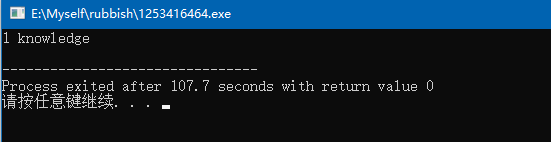 E:\Myself\rubbish\1253416464.exe
1 knowledge
--------------------------------
Process exited after 107.7 seconds with return value 0
请按任意键继续. . .